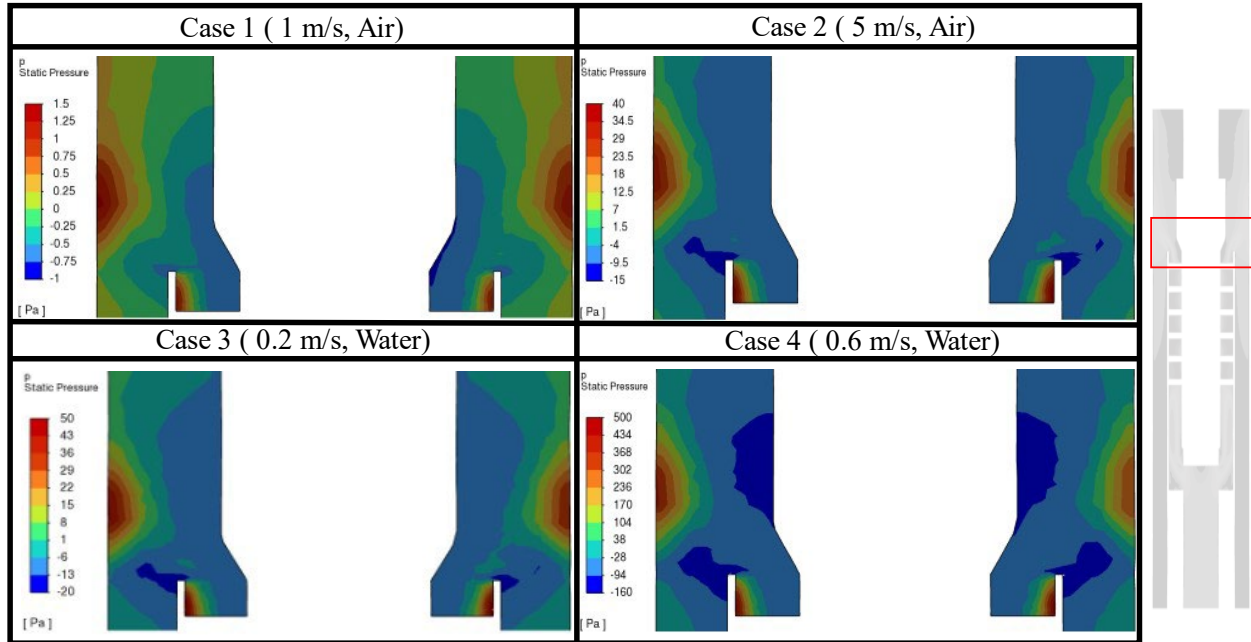 Case 1 ( 1 m/s, Air)
Case 2 ( 5 m/s, Air)
p
Static Pressure
1.5
1
0.75
0.5
0.25
0
-0.25
-0.5
-0.75
-1
[ Pa ]
p
Static Pressure
40
34.5
29
23.5
18
12.5
7
1.5
-4
-9.5
-15
[ Pa ]
Case 3 ( 0.2 m/s, Water)
Case 4 ( 0.6 m/s, Water)
p
Static Pressure
50
43
36
29
22
15
8
1
-6
-13
-20
[ Pa ]
p
Static Pressure
500
434
368
302
236
170
104
38
-28
-94
-160
[ Pa ]